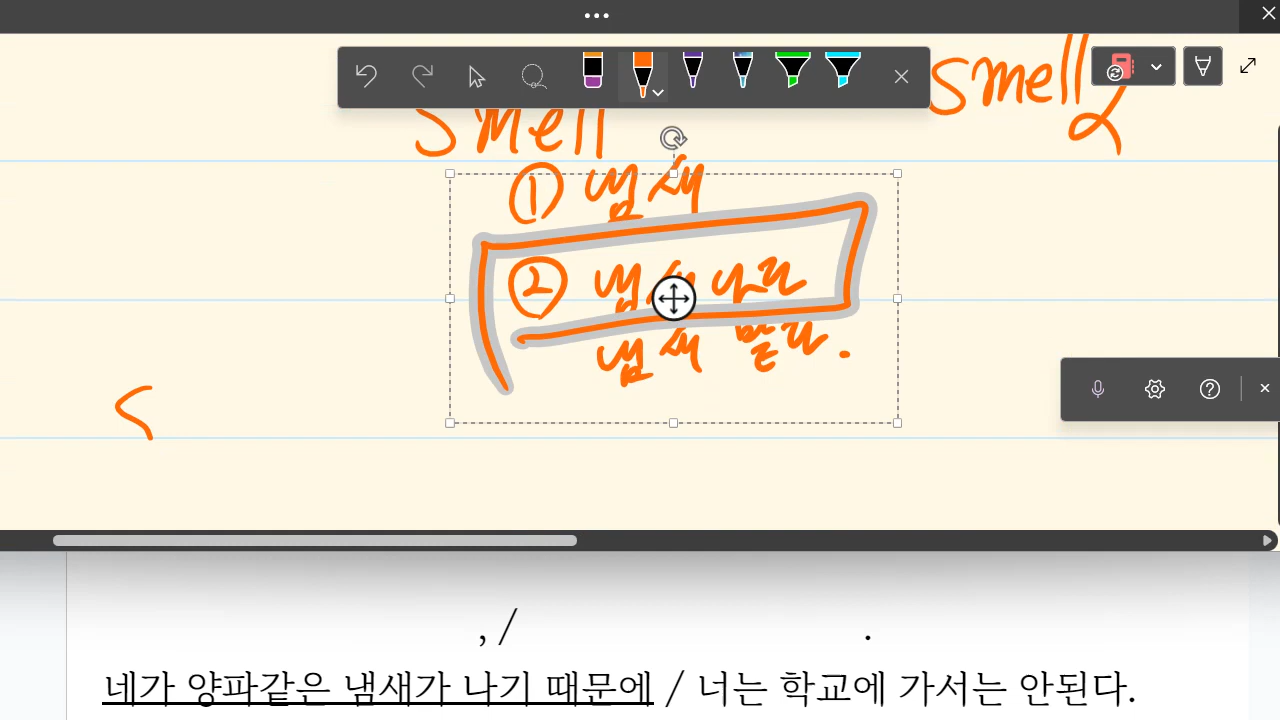 smell
smell
① 냄새
② 냄새 나다
냄새 맡다.
, / .
네가 양파같은 냄새가 나기 때문에 / 너는 학교에 가서는 안된다.